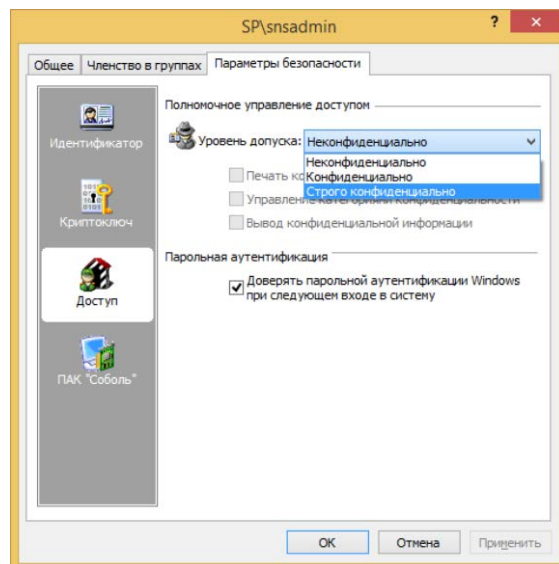 SP\snsadmin
?
×
Общее
Членство в группах
Параметры безопасности
Идентификатор
Криптоключ
Доступ
ПАК "Соболь"
Полномочное управление доступом
Уровень допуска: Неконфиденциально
Неконфиденциально
Конфиденциально
Строго конфиденциально
Печать
Управление категориями конфиденциальности
Вывод конфиденциальной информации
Парольная аутентификация
Доверять парольной аутентификации Windows
при следующем входе в систему
OK
Отмена
Применить